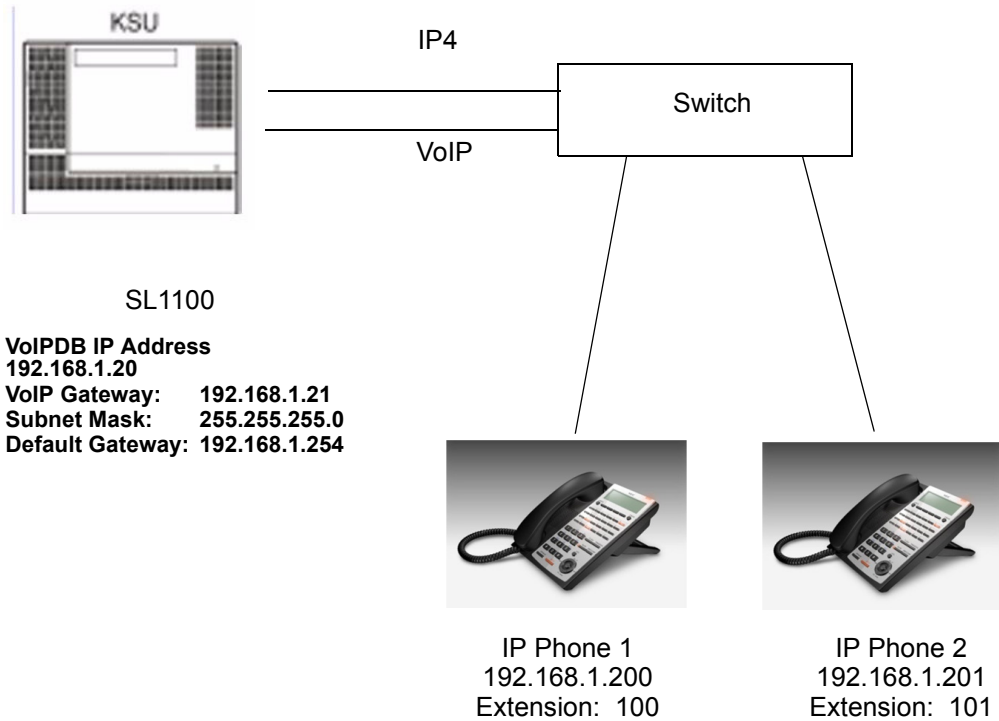 KSU
IP4
Switch
VoIP
SL1100
VoIPDB IP Address
192.168.1.20
VoIP Gateway: 192.168.1.21
Subnet Mask: 255.255.255.0
Default Gateway: 192.168.1.254
IP Phone 1
192.168.1.200
Extension: 100
IP Phone 2
192.168.1.201
Extension: 101